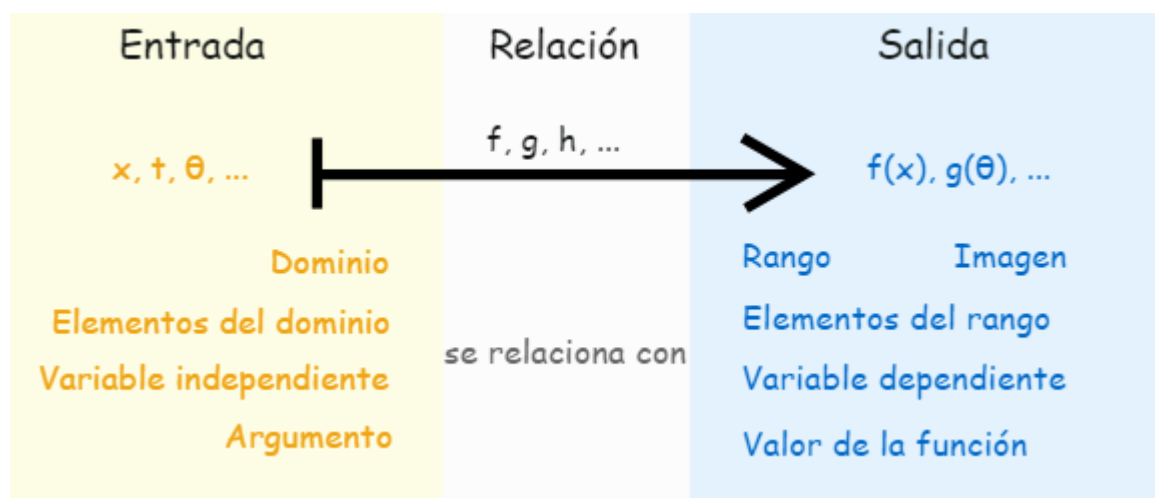 Entrada Relación Salida
f, g, h, ...
x, t, θ, ... f(x), g(θ), ...
Dominio Rango Imagen
Elementos del dominio Elementos del rango
se relaciona con
Variable independiente Variable dependiente
Argumento Valor de la función